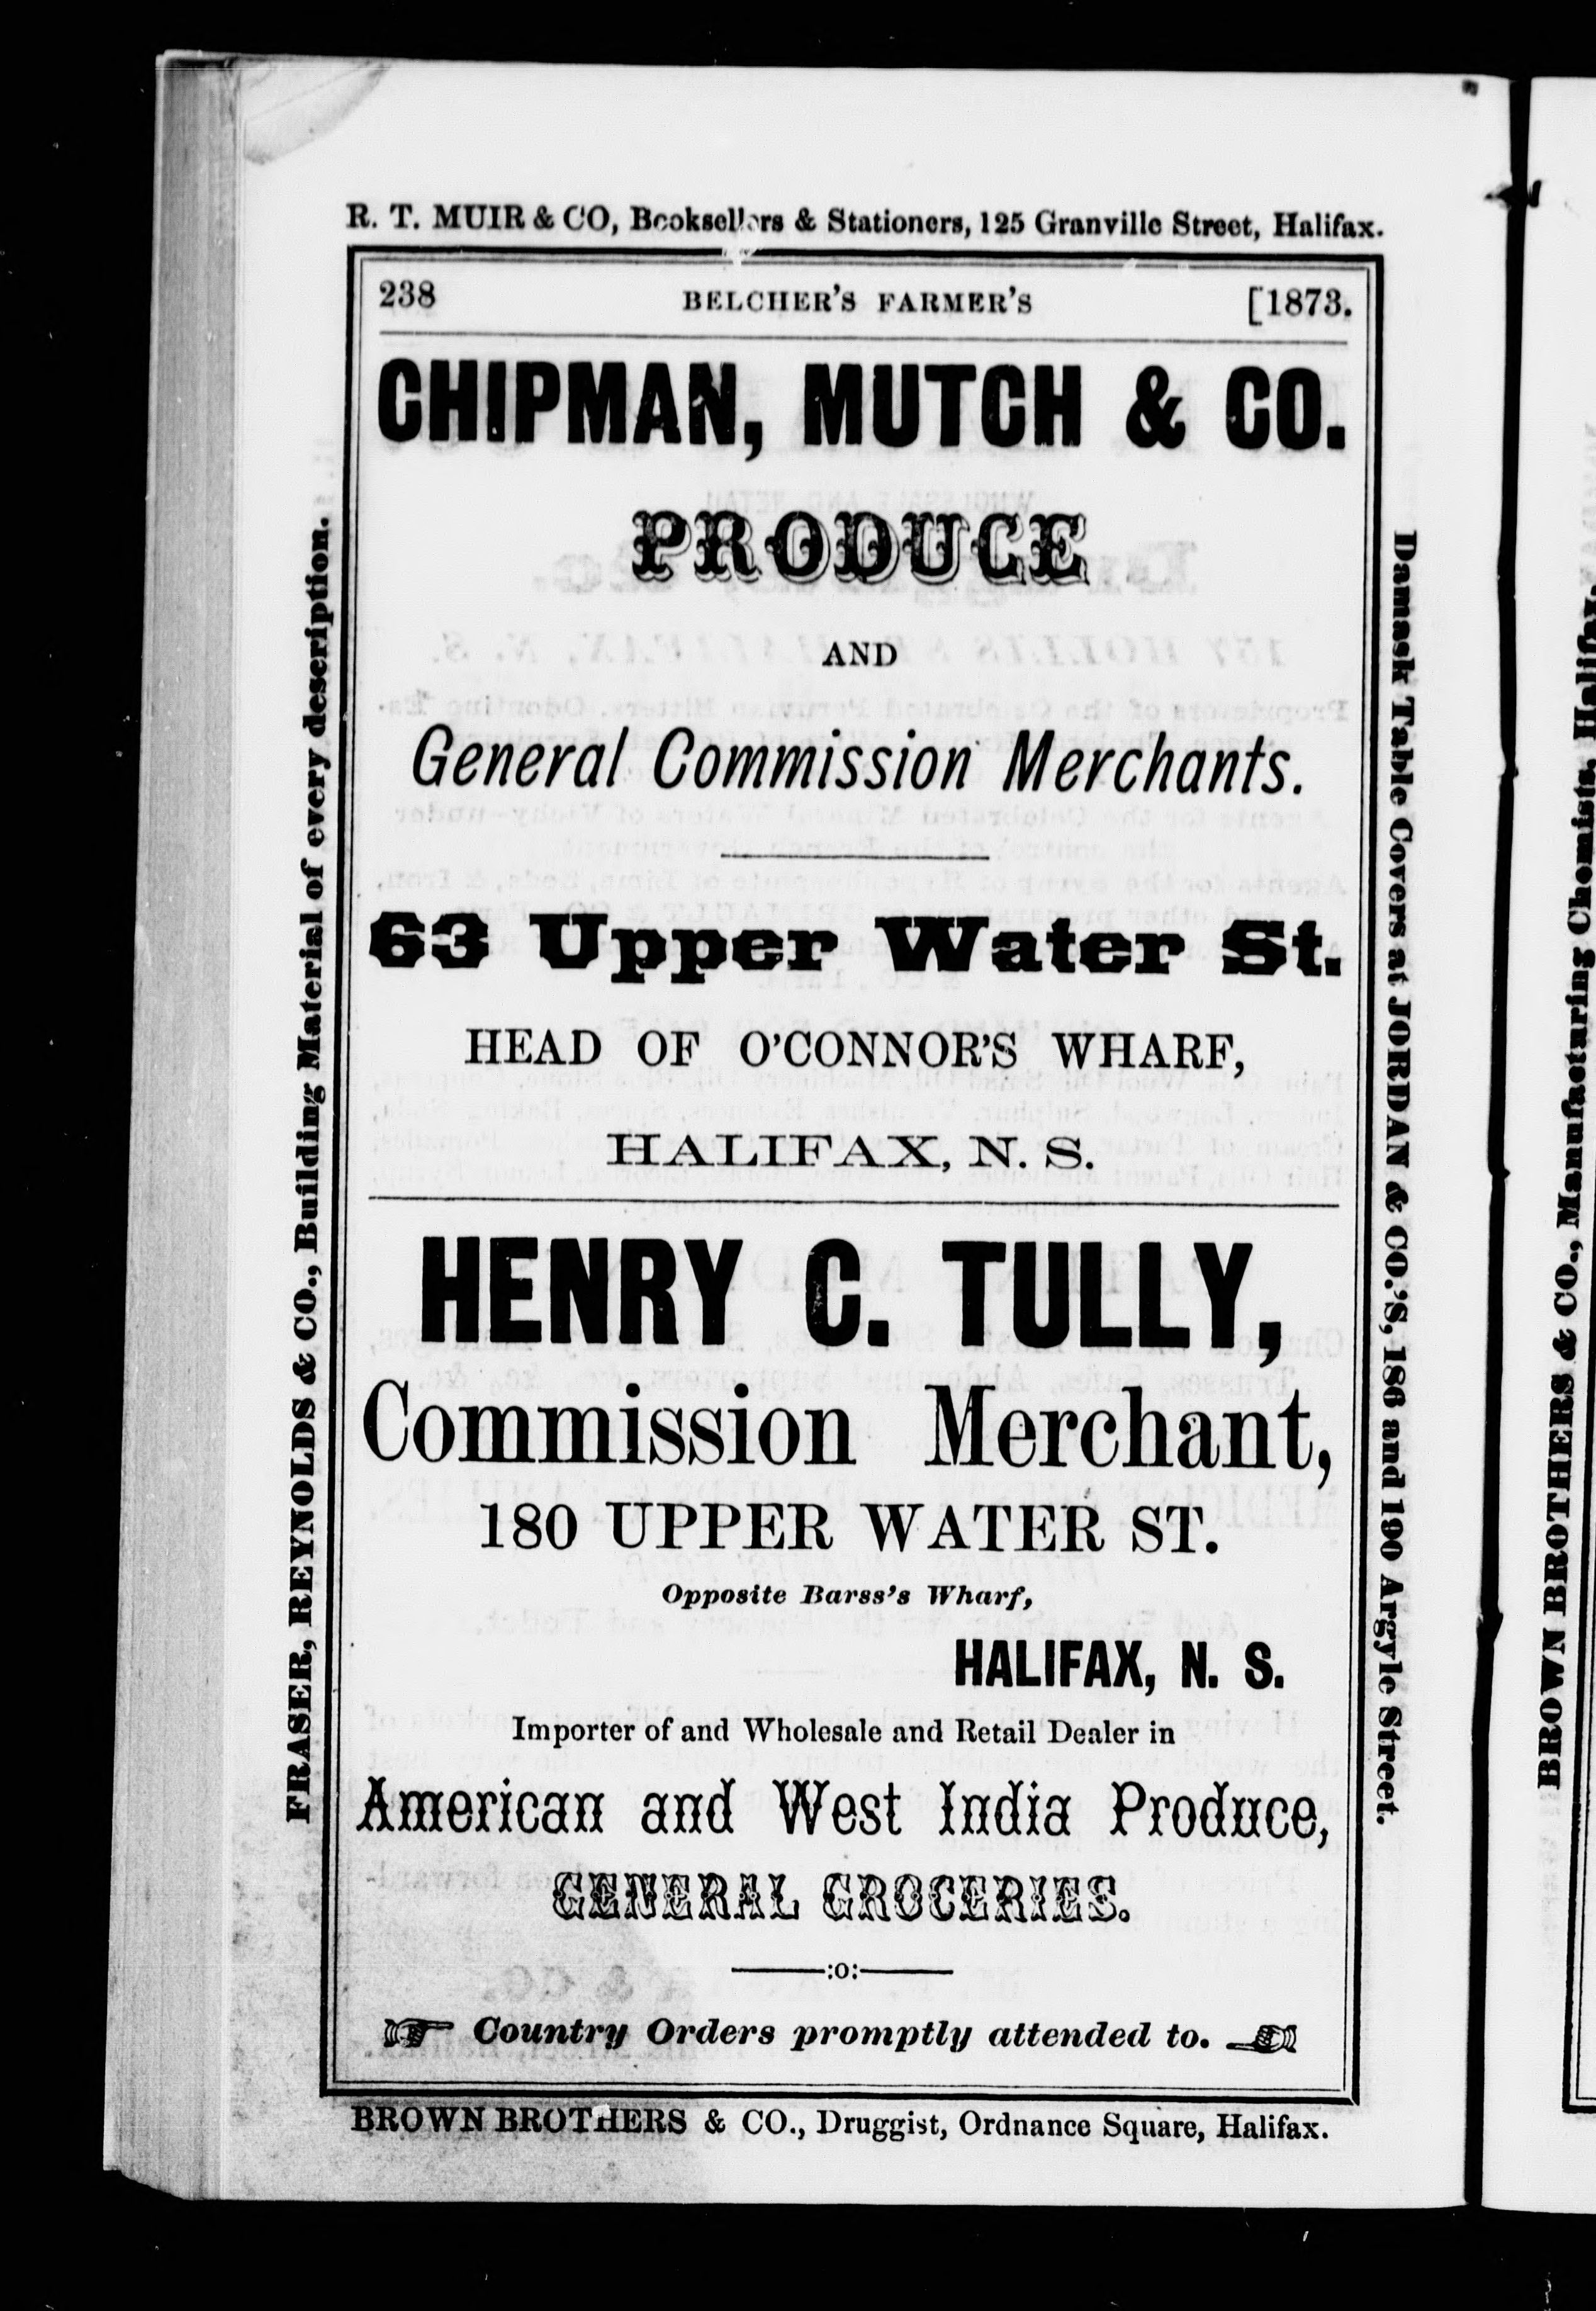 R. T. MUIR & CO, Booksellers & Stationers, 125 Granville Street, Halifax.
238 BELCHER'S FARMER'S [1873.
CHIPMAN, MUTCH & CO.
PRODUCE
AND
General Commission Merchants.
63 Upper Water St.
HEAD OF O'CONNOR'S WHARF,
HALIFAX, N. S.
HENRY C. TULLY,
Commission Merchant,
180 UPPER WATER ST.
Opposite Barss's Wharf,
HALIFAX, N. S.
Importer of and Wholesale and Retail Dealer in
American and West India Produce,
GENERAL GROCERIES.
:o:
Country Orders promptly attended to.
BROWN BROTHERS & CO., Druggist, Ordnance Square, Halifax.
FRASER, REYNOLDS & CO., Building Material of every description.
Damask Table Covers at JORDAN & CO.'S, 186 and 190 Argyle Street.
BROWN BROTHERS & CO., Manufacturing Chemists, Halifax.